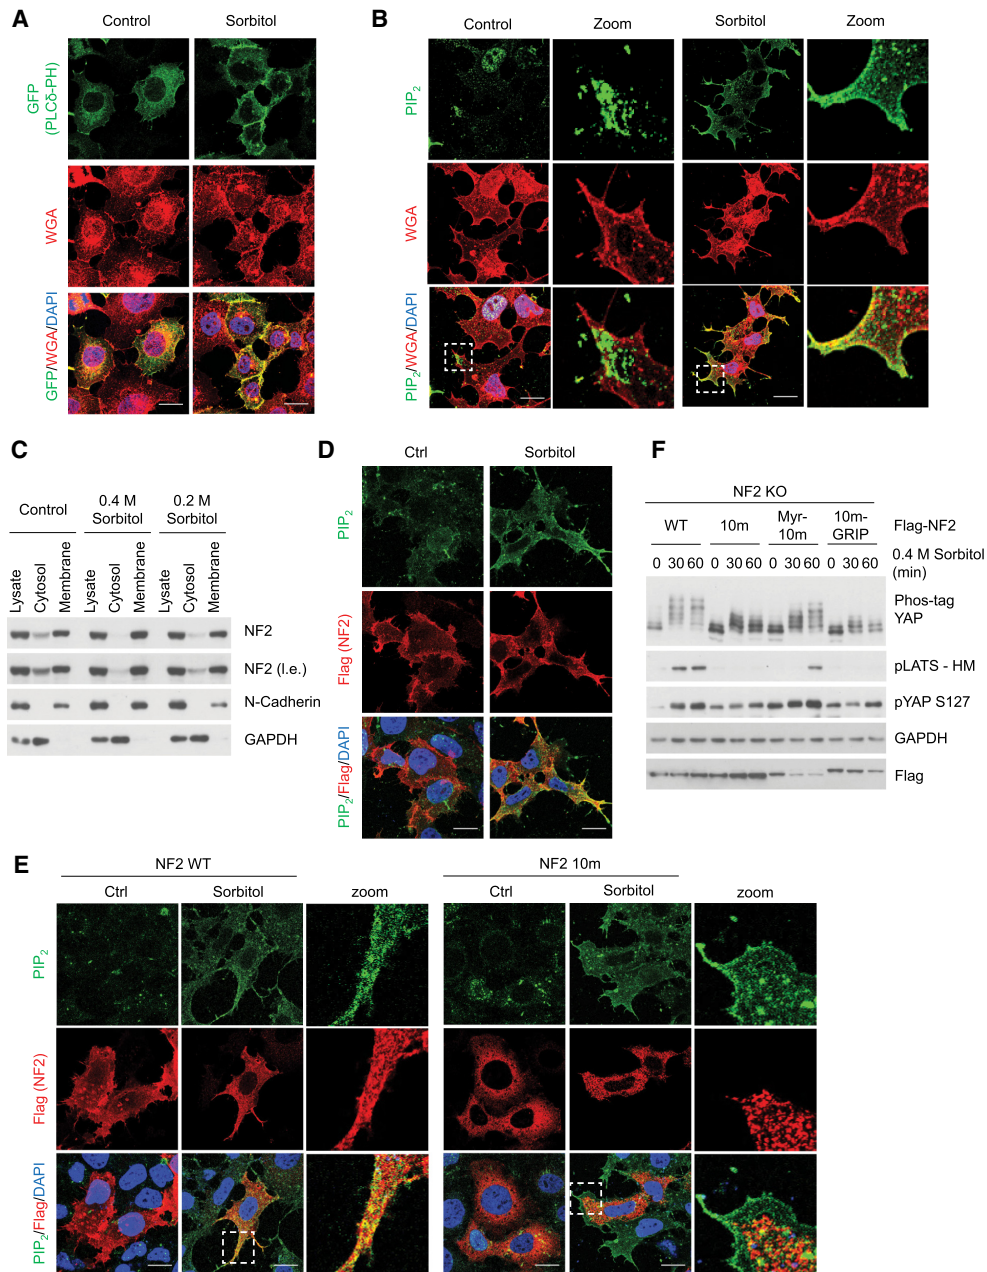 A
Control
Sorbitol
GFP
(PLCδ-PH)
WGA
GFP/WGA/DAPI
B
Control
Zoom
Sorbitol
Zoom
PIP2
WGA
PIP2/WGA/DAPI
C
Control
0.4 M
Sorbitol
0.2 M
Sorbitol
Lysate
Cytosol
Membrane
Lysate
Cytosol
Membrane
Lysate
Cytosol
Membrane
NF2
NF2 (l.e.)
N-Cadherin
GAPDH
D
Ctrl
Sorbitol
PIP2
Flag (NF2)
PIP2/Flag/DAPI
F
NF2 KO
WT
10m
Myr-
10m
10m-
GRIP
Flag-NF2
0 30 60 0 30 60 0 30 60 0 30 60
0.4 M Sorbitol
(min)
Phos-tag
YAP
pLATS - HM
pYAP S127
GAPDH
Flag
E
NF2 WT
Ctrl
Sorbitol
zoom
NF2 10m
Ctrl
Sorbitol
zoom
PIP2
Flag (NF2)
PIP2/Flag/DAPI